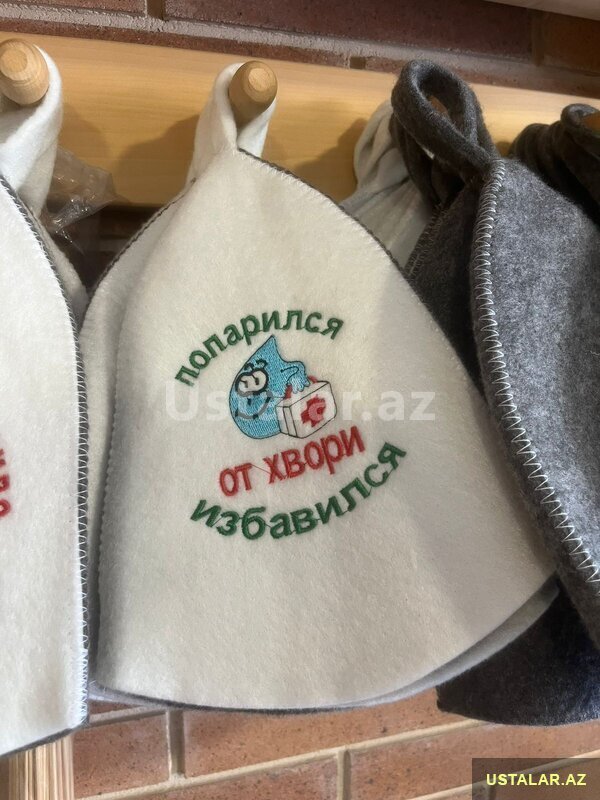 попарился
от хвори
избавился
Ustalar.az
USTALAR.AZ